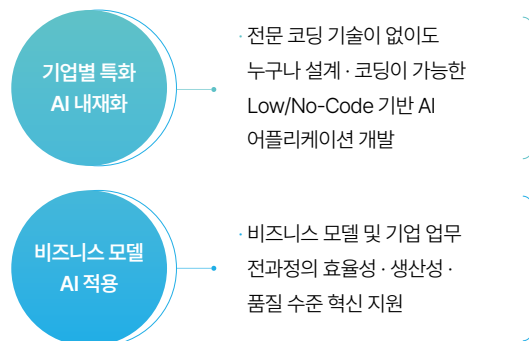 기업별 특화
AI 내재화
· 전문 코딩 기술이 없이도
누구나 설계 · 코딩이 가능한
Low/No-Code 기반 AI
어플리케이션 개발
비즈니스 모델
AI 적용
· 비즈니스 모델 및 기업 업무
전과정의 효율성 · 생산성 ·
품질 수준 혁신 지원